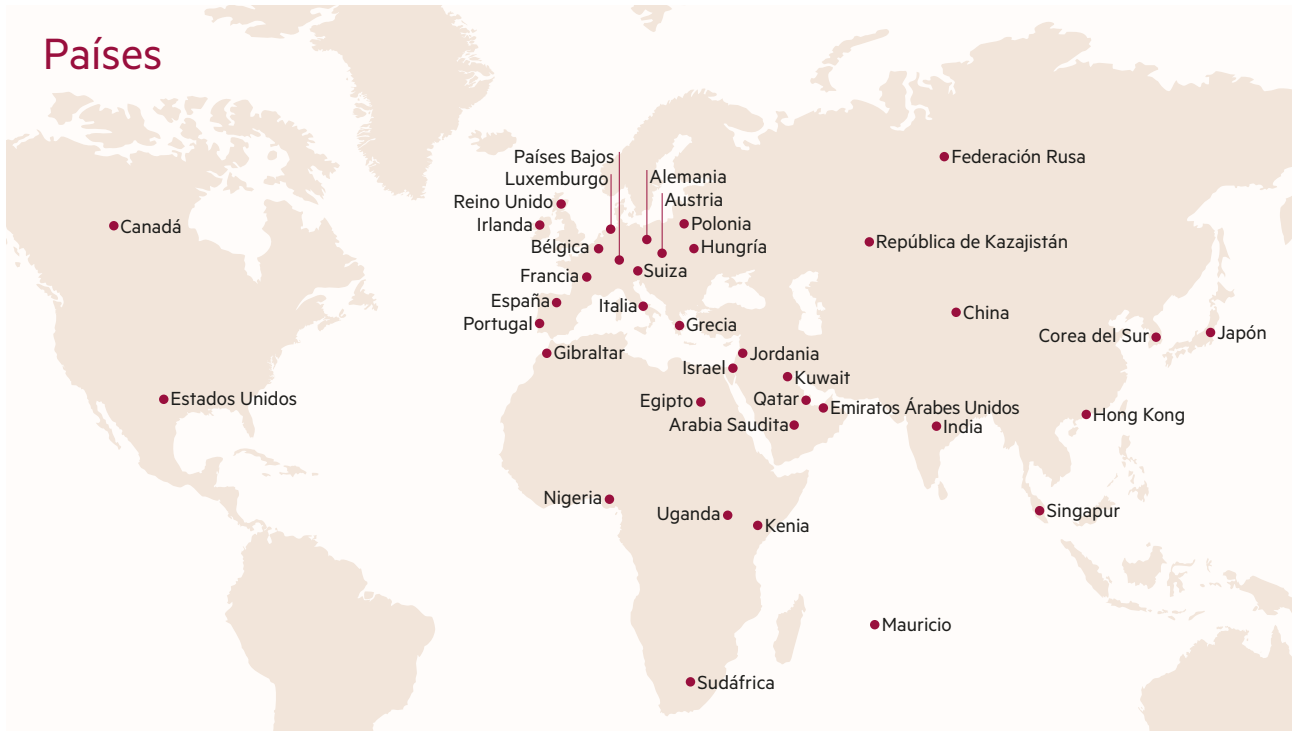 Países
Países Bajos
Luxemburgo
Alemania
Austria
Reino Unido
Irlanda
Bélgica
Polonia
Hungría
Francia
Suiza
España
Italia
Portugal
Grecia
Gibraltar
Canadá
Estados Unidos
Federación Rusa
República de Kazajistán
China
Corea del Sur
Japón
Jordania
Israel
Kuwait
Egipto
Qatar
Emiratos Árabes Unidos
Arabia Saudita
India
Hong Kong
Nigeria
Uganda
Kenia
Singapur
Mauricio
Sudáfrica